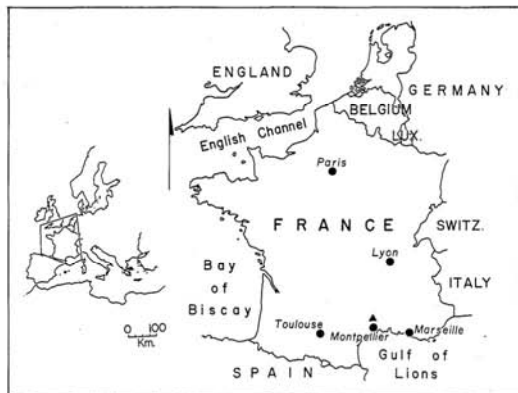 ENGLAND
GERMANY
BELGIUM
LUX.
English Channel
Paris
FRANCE
SWITZ.
Lyon
ITALY
Bay
of
Biscay
0 100
Km.
Toulouse
Montpellier
Marseille
Gulf of
Lions
SPAIN